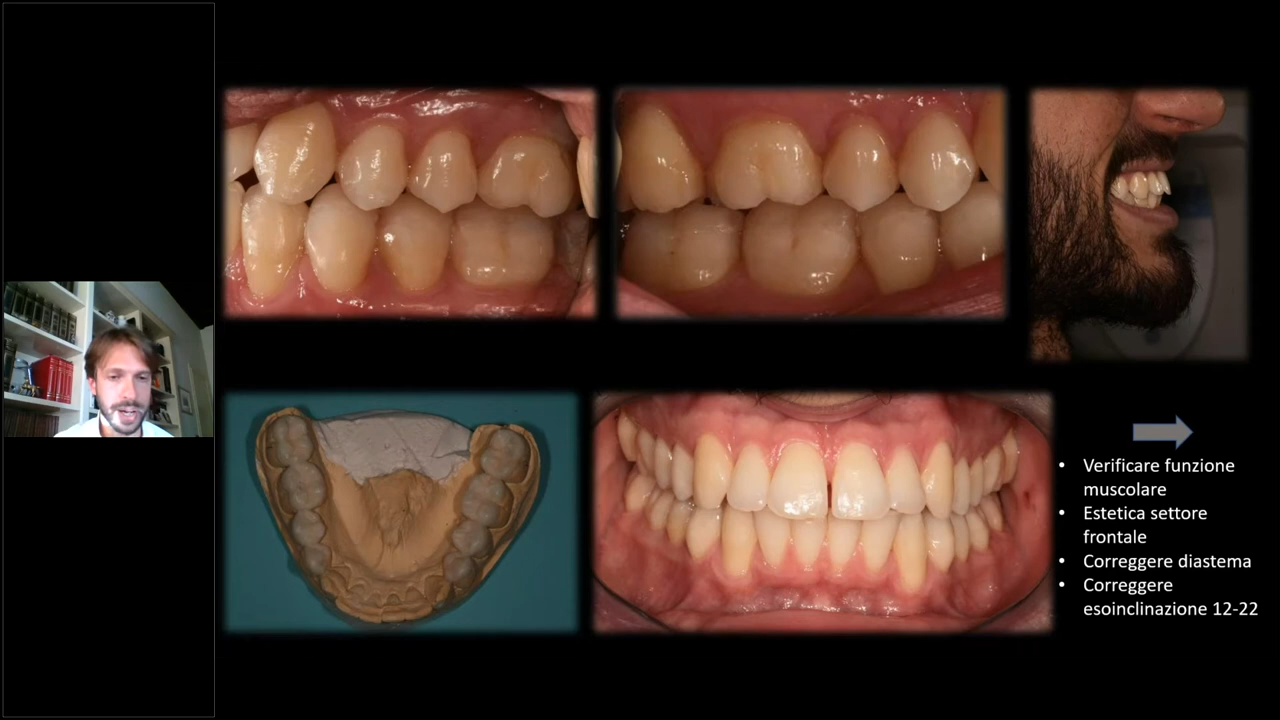 • Verificare funzione
muscolare
• Estetica settore
frontale
• Correggere diastema
• Correggere
esoinclinazione 12-22